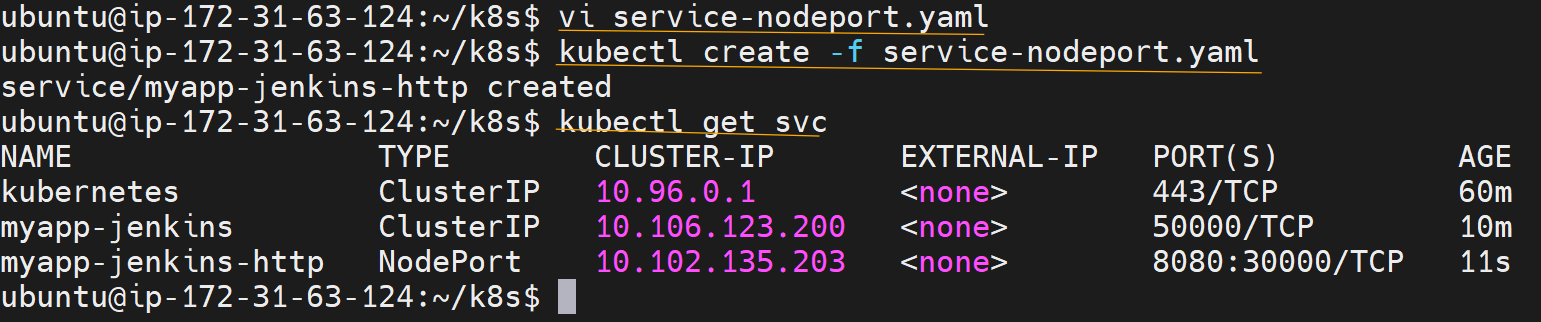 ubuntu@ip-172-31-63-124:~/k8s$ vi service-nodeport.yaml
ubuntu@ip-172-31-63-124:~/k8s$ kubectl create -f service-nodeport.yaml
service/myapp-jenkins-http created
ubuntu@ip-172-31-63-124:~/k8s$ kubectl get svc
NAME                 TYPE        CLUSTER-IP       EXTERNAL-IP   PORT(S)          AGE
kubernetes           ClusterIP   10.96.0.1        <none>        443/TCP          60m
myapp-jenkins        ClusterIP   10.106.123.200   <none>        50000/TCP        10m
myapp-jenkins-http   NodePort    10.102.135.203   <none>        8080:30000/TCP   11s
ubuntu@ip-172-31-63-124:~/k8s$